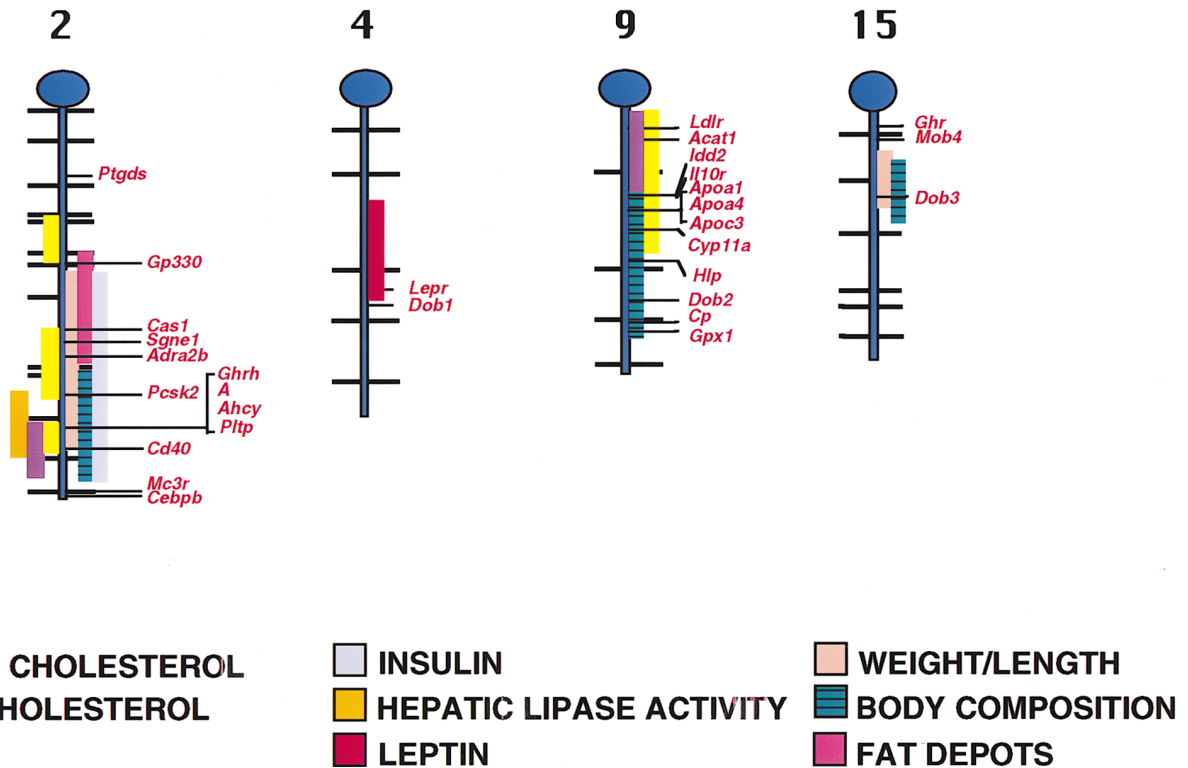 2 4 9 15
Ptgds
Gp330
Cas1
Sgne1
Adra2b
Pcsk2
Ghrh
A
Ahcy
Pltp
Cd40
Mc3r
Cebpb
Lepr
Dob1
Ldlr
Acat1
Idd2
Il10r
Apoa1
Apoa4
Apoc3
Cyp11a
Hlp
Dob2
Cp
Gpx1
Ghr
Mob4
Dob3
CHOLESTEROL
HOLESTEROL
INSULIN
HEPATIC LIPASE ACTIVITY
LEPTIN
WEIGHT/LENGTH
BODY COMPOSITION
FAT DEPOTS